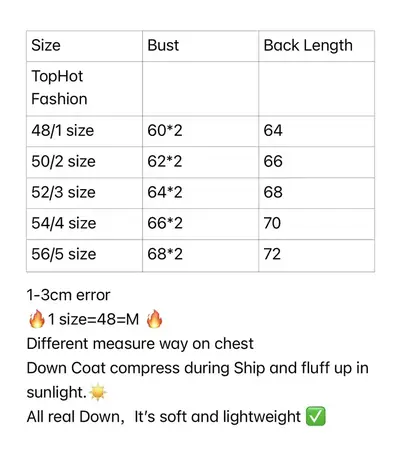 Size Bust Back Length
TopHot
Fashion
48/1 size 60*2 64
50/2 size 62*2 66
52/3 size 64*2 68
54/4 size 66*2 70
56/5 size 68*2 72
1-3cm error
🔥1 size=48=M 🔥
Different measure way on chest
Down Coat compress during Ship and fluff up in
sunlight.☀️
All real Down，It's soft and lightweight ✅